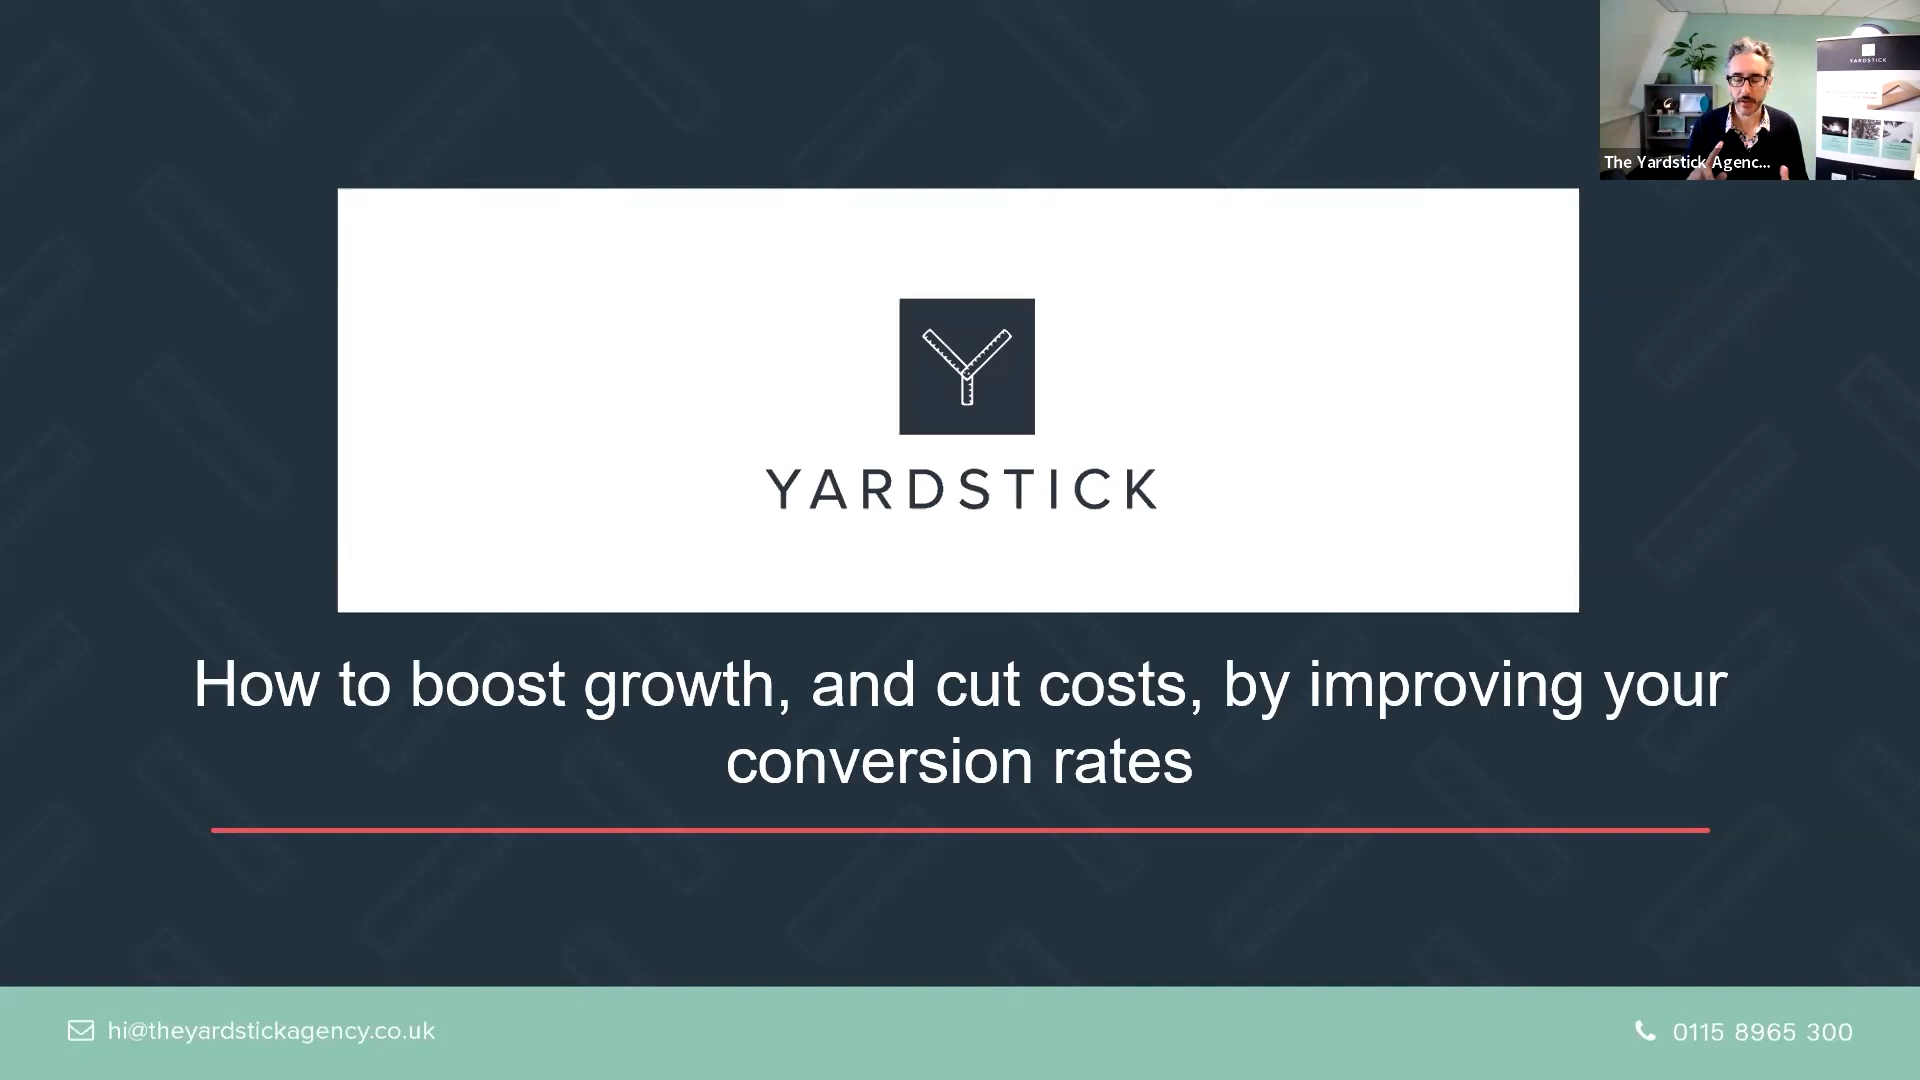 YARDSTICK
The Yardstick Agenc...
YARDSTICK
How to boost growth, and cut costs, by improving your
conversion rates
hi@theyardstickagency.co.uk
0115 8965 300